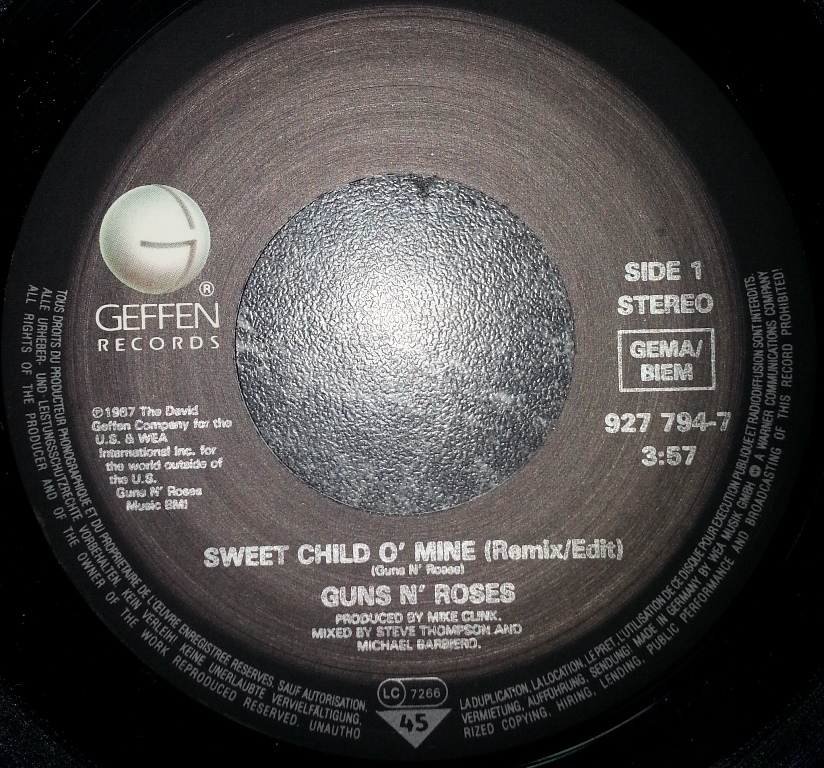 GEFFEN ®
RECORDS
℗1987 The David
Geffen Company for the
U.S. & WEA
International Inc. for
the world outside of
the U.S.
Guns N' Roses
Music BMI
SIDE 1
STEREO
GEMA/
BIEM
927 794-7
3:57
SWEET CHILD O' MINE (Remix/Edit)
(Guns N' Roses)
GUNS N' ROSES
PRODUCED BY MIKE CLINK.
MIXED BY STEVE THOMPSON AND
MICHAEL BARBIERO.
LC 7266
45
TOUS DROITS DU PRODUCTEUR PHONOGRAPHIQUE ET DU PROPRIETAIRE DE L'ŒUVRE ENREGISTREE RESERVES, SAUF AUTORISATION, LA DUPLICATION, LA LOCATION, LE PRET, L'UTILISATION DE CE DISQUE POUR EXECUTION PUBLIQUE ET RADIODIFFUSION SONT INTERDITS.
ALLE URHEBER- UND LEISTUNGSSCHUTZRECHTE VORBEHALTEN. KEIN VERLEIH! KEINE UNERLAUBTE VERVIELFÄLTIGUNG, VERMIETUNG, AUFFÜHRUNG, SENDUNG! MADE IN GERMANY BY WEA MUSIK GMBH A WARNER COMMUNICATIONS COMPANY
ALL RIGHTS OF THE PRODUCER AND OF THE OWNER OF THE WORK REPRODUCED RESERVED. UNAUTHORIZED COPYING, HIRING, LENDING, PUBLIC PERFORMANCE AND BROADCASTING OF THIS RECORD PROHIBITED!